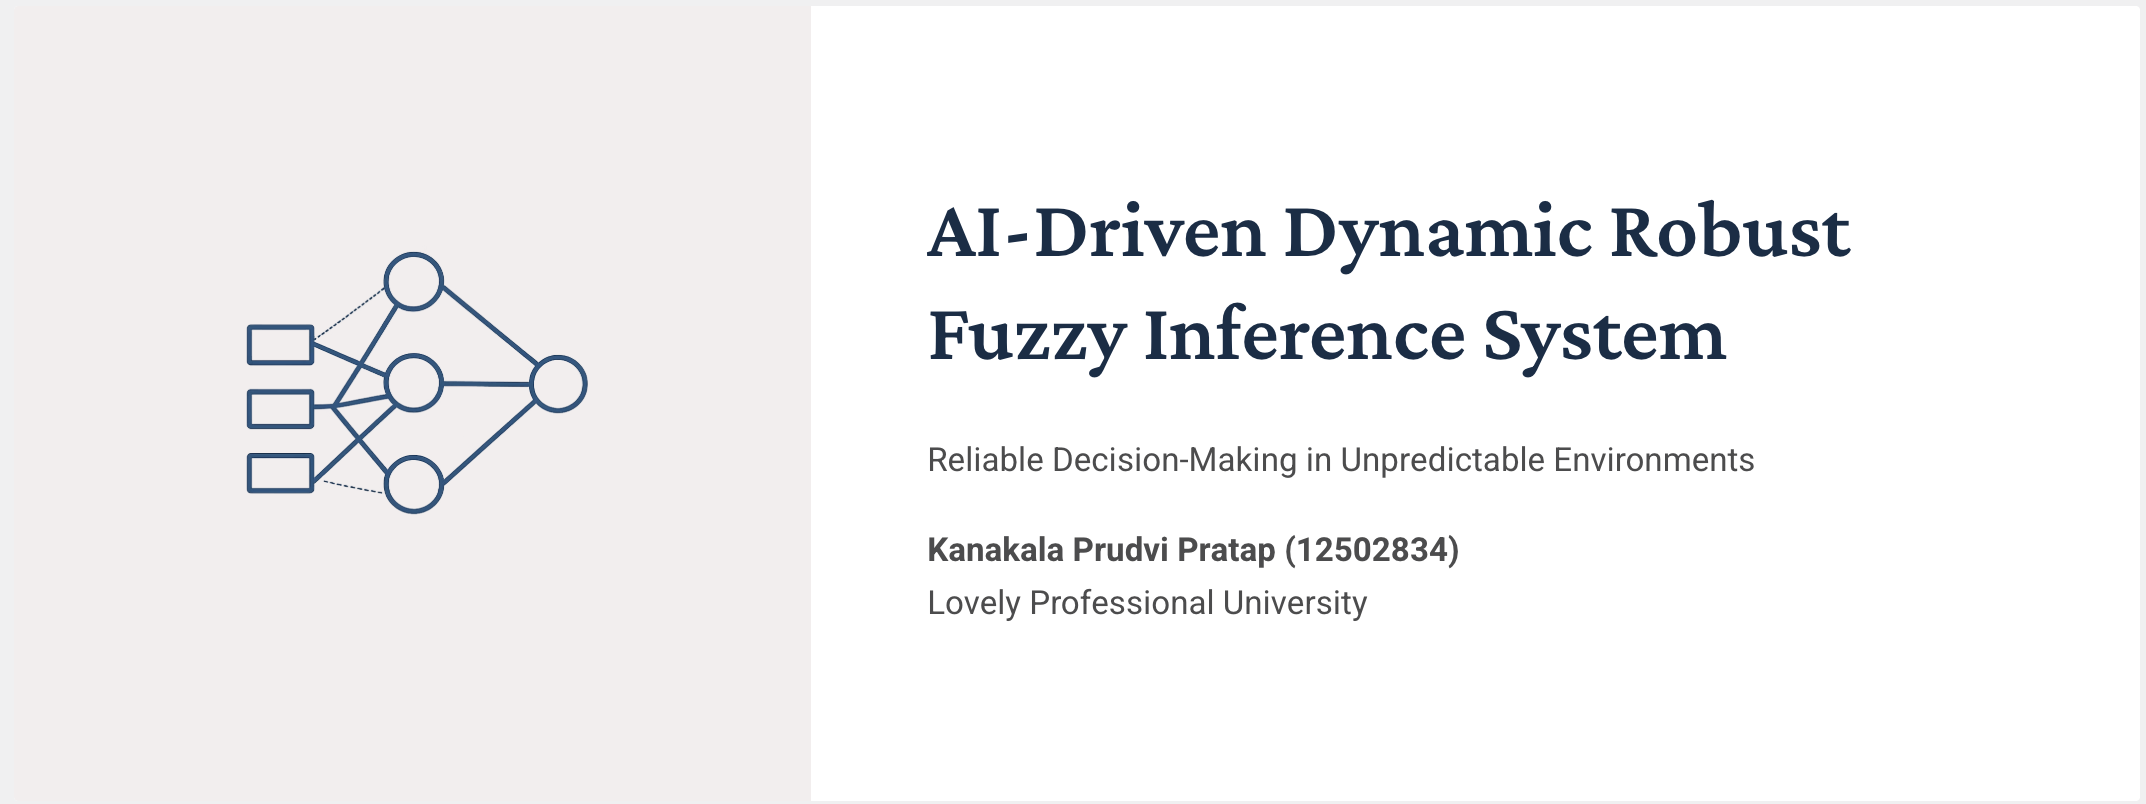 AI-Driven Dynamic Robust
Fuzzy Inference System
Reliable Decision-Making in Unpredictable Environments
Kanakala Prudvi Pratap (12502834)
Lovely Professional University